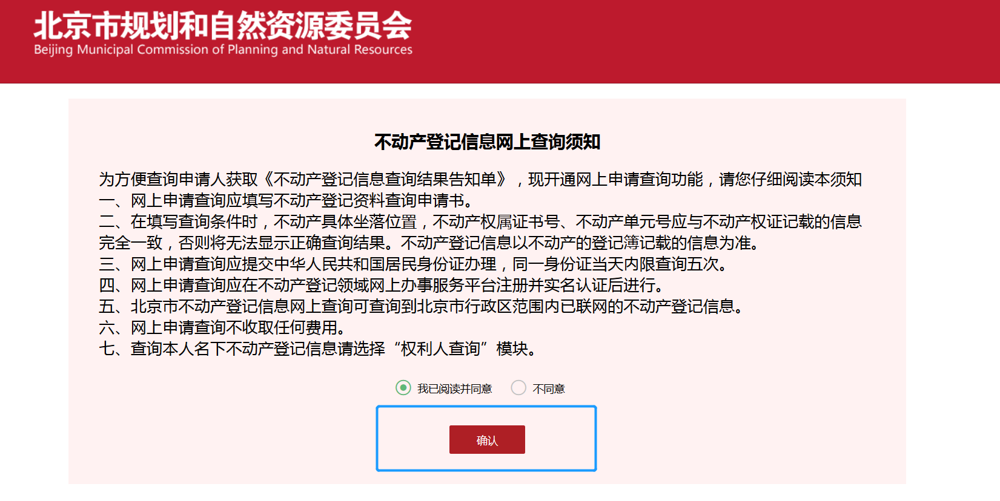 北京市规划和自然资源委员会
Beijing Municipal Commission of Planning and Natural Resources
不动产登记信息网上查询须知
为方便查询申请人获取《不动产登记信息查询结果告知单》，现开通网上申请查询功能，请您仔细阅读本须知
一、网上申请查询应填写不动产登记资料查询申请书。
二、在填写查询条件时，不动产具体坐落位置，不动产权属证书号、不动产单元号应与不动产权证记载的信息
完全一致，否则将无法显示正确查询结果。不动产登记信息以不动产的登记簿记载的信息为准。
三、网上申请查询应提交中华人民共和国居民身份证办理，同一身份证当天内限查询五次。
四、网上申请查询应在不动产登记领域网上办事服务平台注册并实名认证后进行。
五、北京市不动产登记信息网上查询可查询到北京市行政区范围内已联网的不动产登记信息。
六、网上申请查询不收取任何费用。
七、查询本人名下不动产登记信息请选择“权利人查询”模块。
我已阅读并同意 不同意
确认